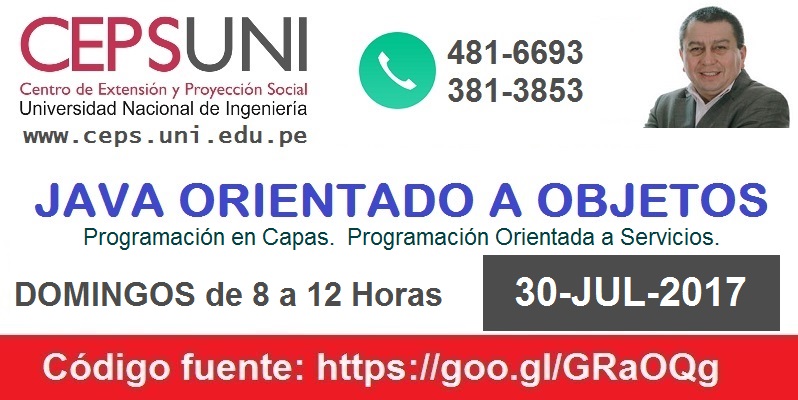 CEPSUNI
Centro de Extensión y Proyección Social
Universidad Nacional de Ingeniería
www.ceps.uni.edu.pe
481-6693
381-3853
JAVA ORIENTADO A OBJETOS
Programación en Capas. Programación Orientada a Servicios.
DOMINGOS de 8 a 12 Horas
30-JUL-2017
Código fuente: https://goo.gl/GRaOQg